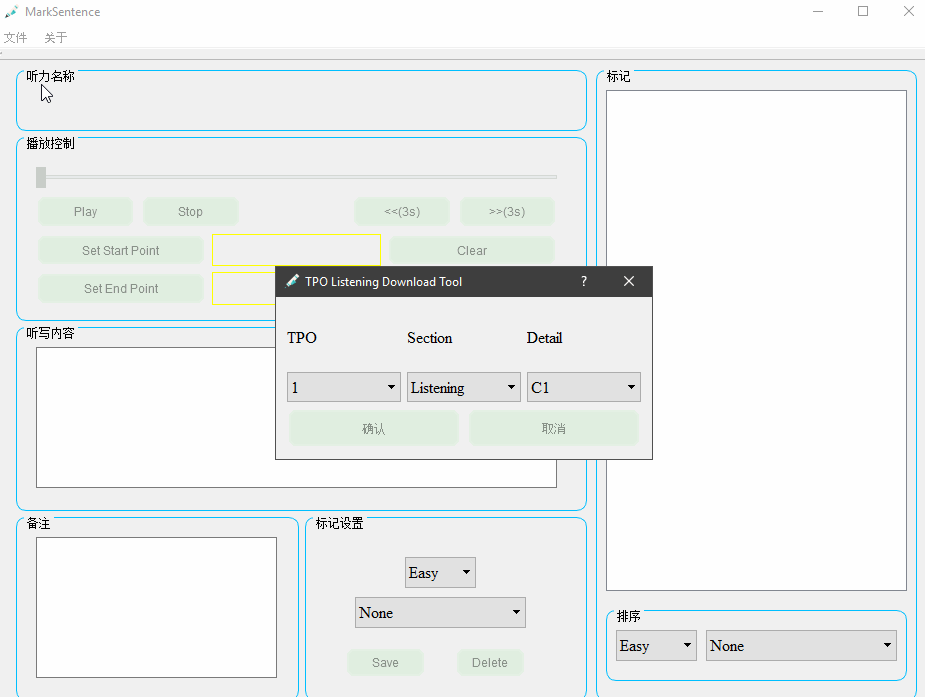 MarkSentence
文件 关于
听力名称
播放控制
Play Stop <<(3s) >>(3s)
Set Start Point Clear
Set End Point
听写内容
TPO Listening Download Tool ?
TPO Section Detail
1 Listening C1
确认 取消
备注
标记设置
Easy
None
Save Delete
标记
排序
Easy None